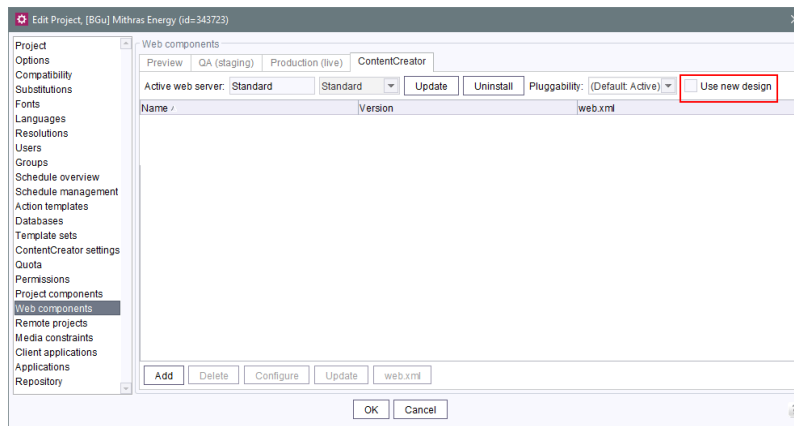 Edit Project, [BGu] Mithras Energy (id=343723)
Project
Options
Compatibility
Substitutions
Fonts
Languages
Resolutions
Users
Groups
Schedule overview
Schedule management
Action templates
Databases
Template sets
ContentCreator settings
Quota
Permissions
Project components
Web components
Remote projects
Media constraints
Client applications
Applications
Repository
Web components
Preview QA (staging) Production (live) ContentCreator
Active web server: Standard Standard Update Uninstall Pluggability: (Default: Active) Use new design
Name Version web.xml
Add Delete Configure Update web.xml
OK Cancel